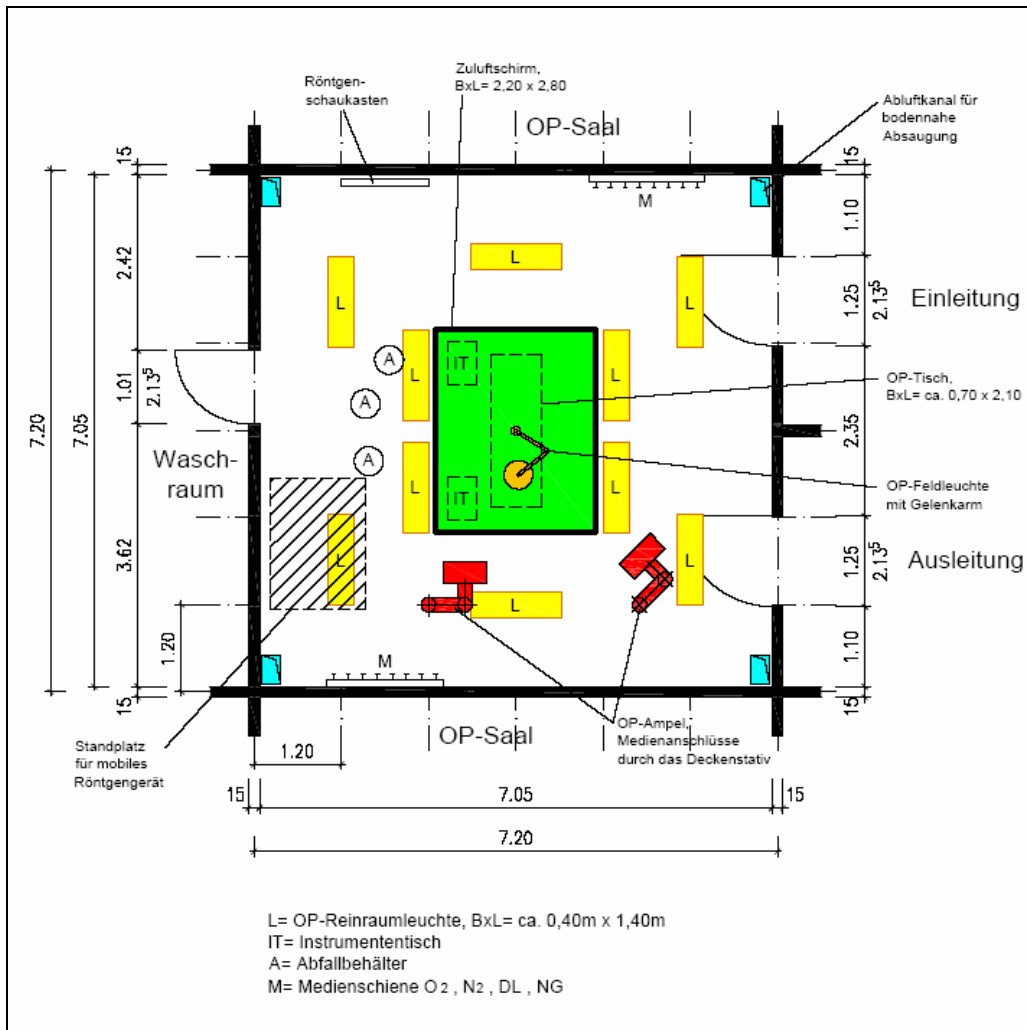 Röntgen-
schaukasten
Zuluftschirm,
BxL= 2,20 x 2,80
OP-Saal
Abluftkanal für
bodennahe
Absaugung
15
15
M
1.10
2.42
L
L
L
1.25
2.13⁵
Einleitung
IT
A
L
L
1.01
2.13⁵
A
OP-Tisch,
BxL= ca. 0,70 x 2,10
7.20
7.05
2.35
Wasch-
raum
A
L
IT
L
OP-Feldleuchte
mit Gelenkarm
3.62
L
L
1.25
2.13⁵
Ausleitung
L
1.20
1.10
M
15
15
OP-Saal
OP-Ampel,
Medienanschlüsse
durch das Deckenstativ
Standplatz
für mobiles
Röntgengerät
1.20
15
7.05
15
7.20
L= OP-Reinraumleuchte, BxL= ca. 0,40m x 1,40m
IT= Instrumententisch
A= Abfallbehälter
M= Medienschiene O2 , N2 , DL , NG